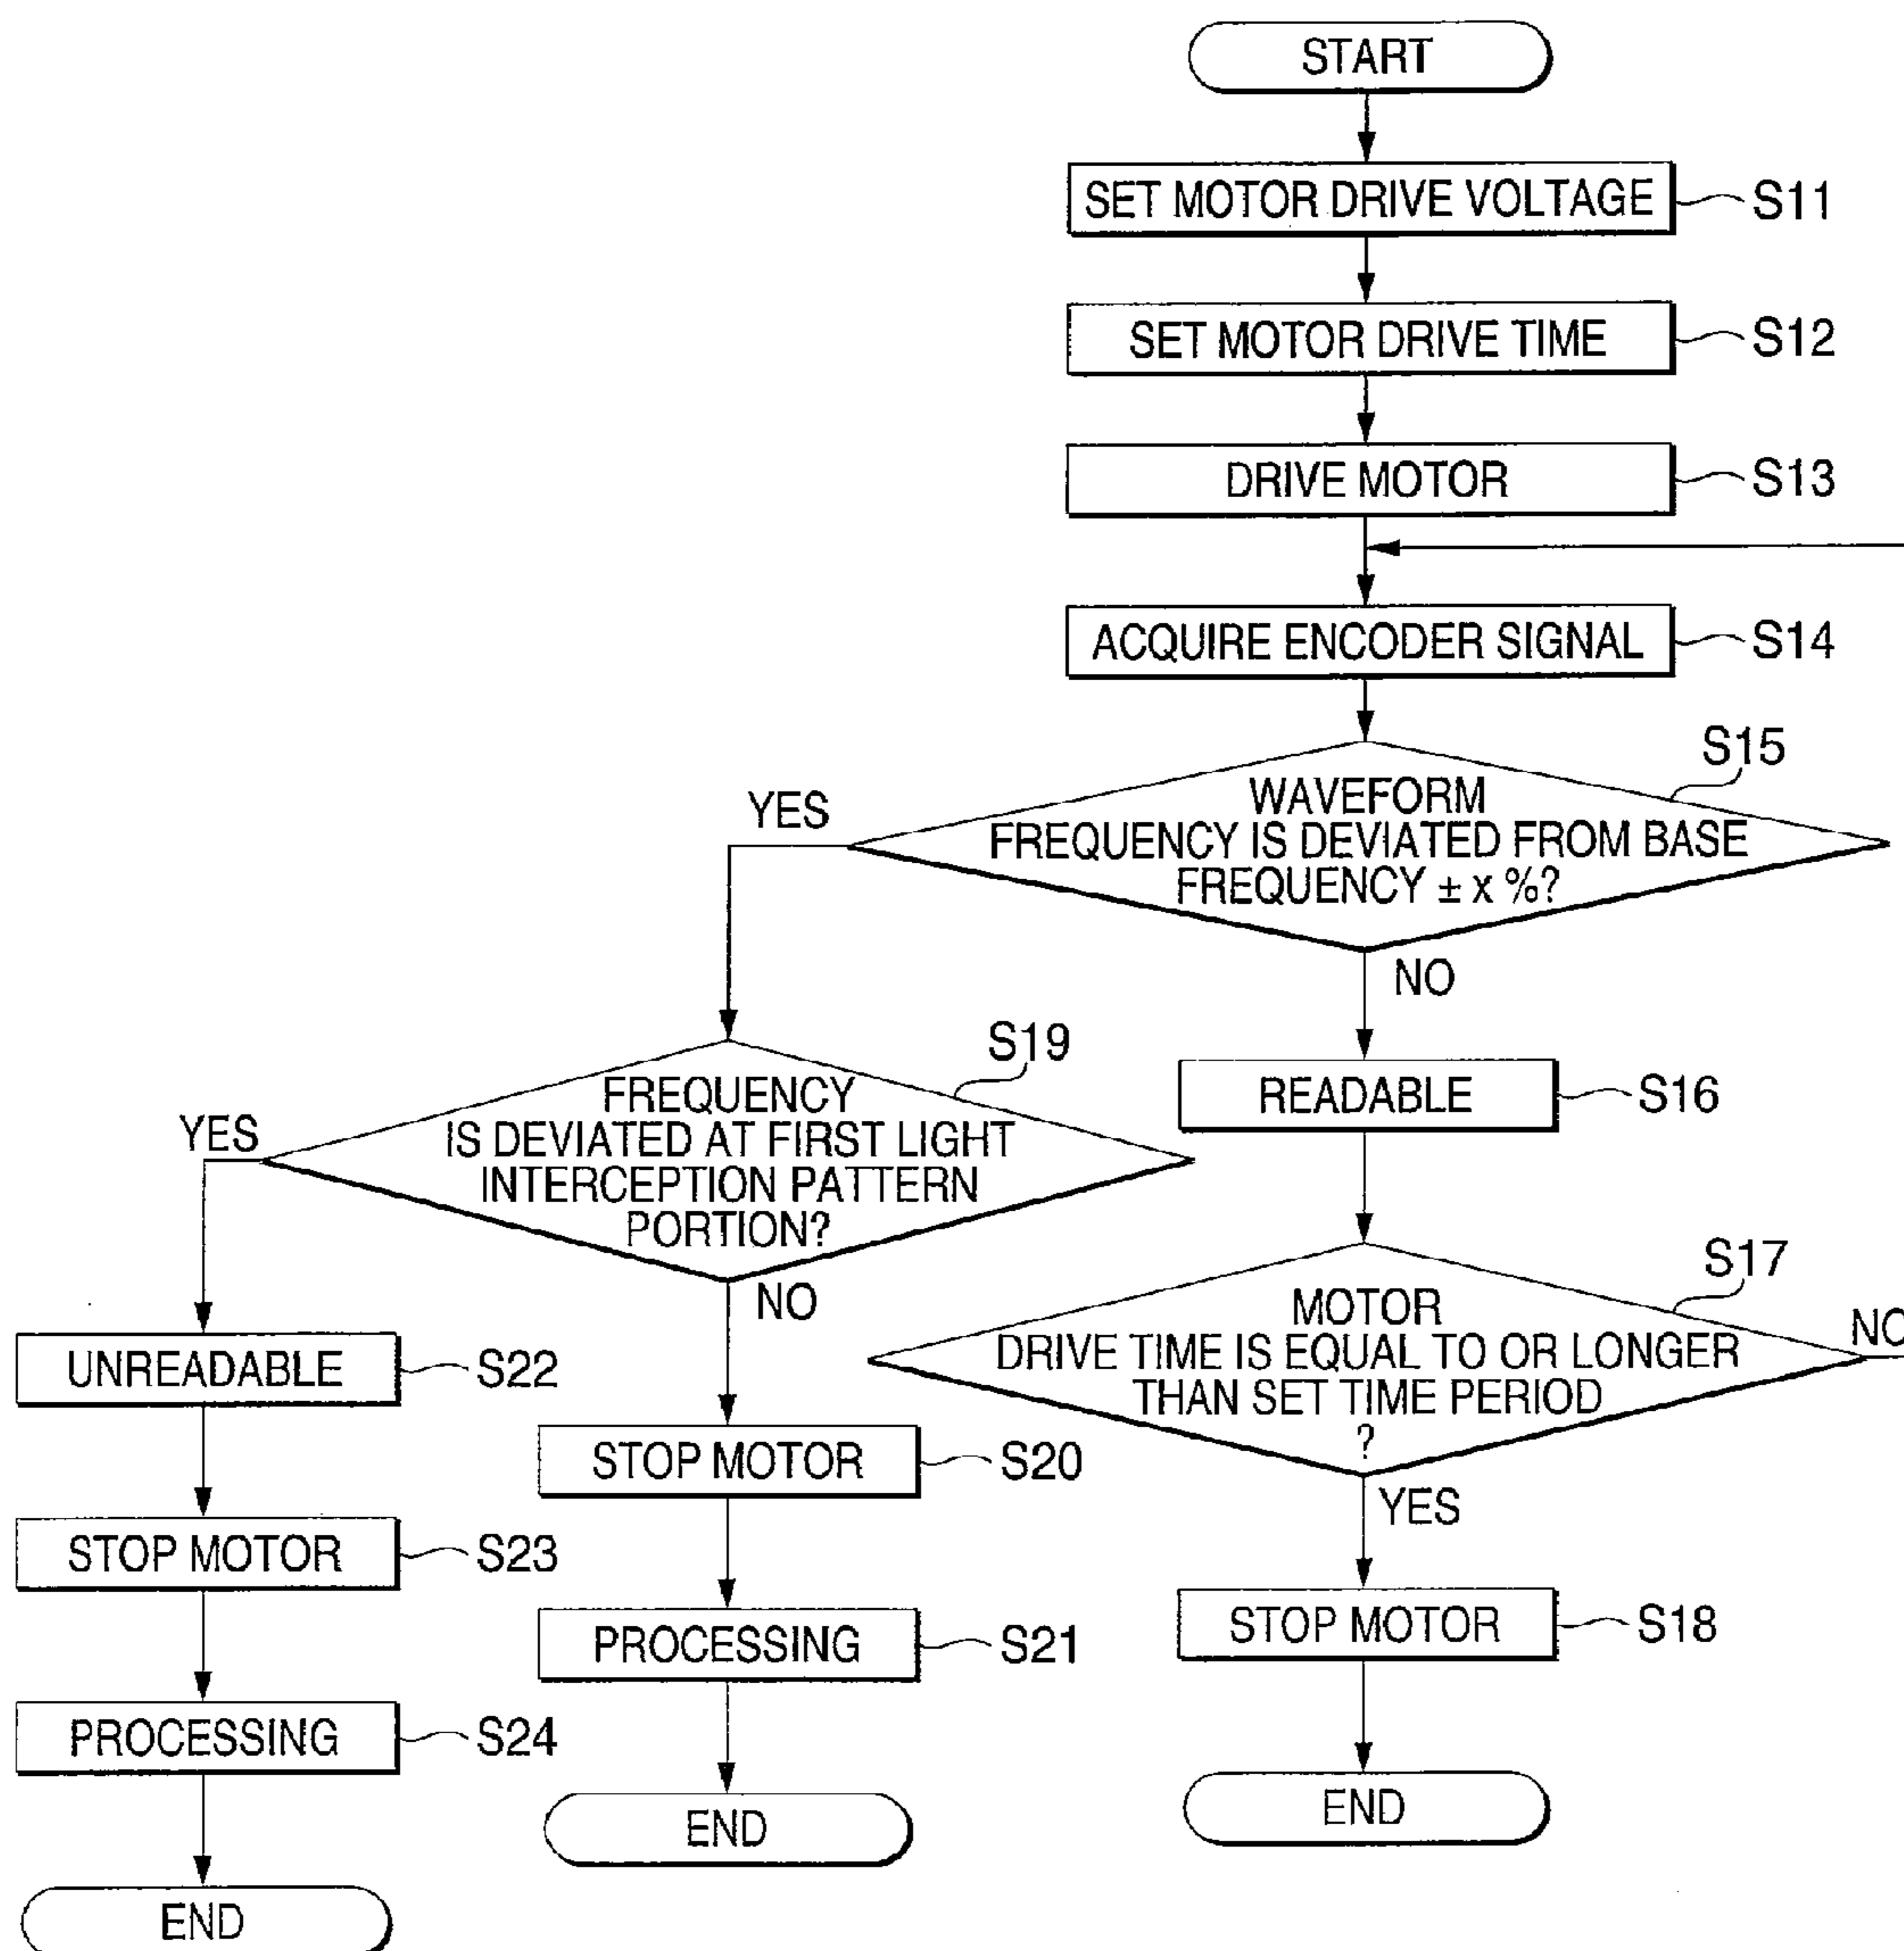 START
SET MOTOR DRIVE VOLTAGE
S11
SET MOTOR DRIVE TIME
S12
DRIVE MOTOR
S13
ACQUIRE ENCODER SIGNAL
S14
S15
WAVEFORM
FREQUENCY IS DEVIATED FROM BASE
FREQUENCY ± x %?
YES
NO
S19
FREQUENCY
IS DEVIATED AT FIRST LIGHT
INTERCEPTION PATTERN
PORTION?
YES
NO
READABLE
S16
S17
MOTOR
DRIVE TIME IS EQUAL TO OR LONGER
THAN SET TIME PERIOD
?
NO
YES
UNREADABLE
S22
STOP MOTOR
S20
STOP MOTOR
S23
PROCESSING
S21
STOP MOTOR
S18
PROCESSING
S24
END
END
END